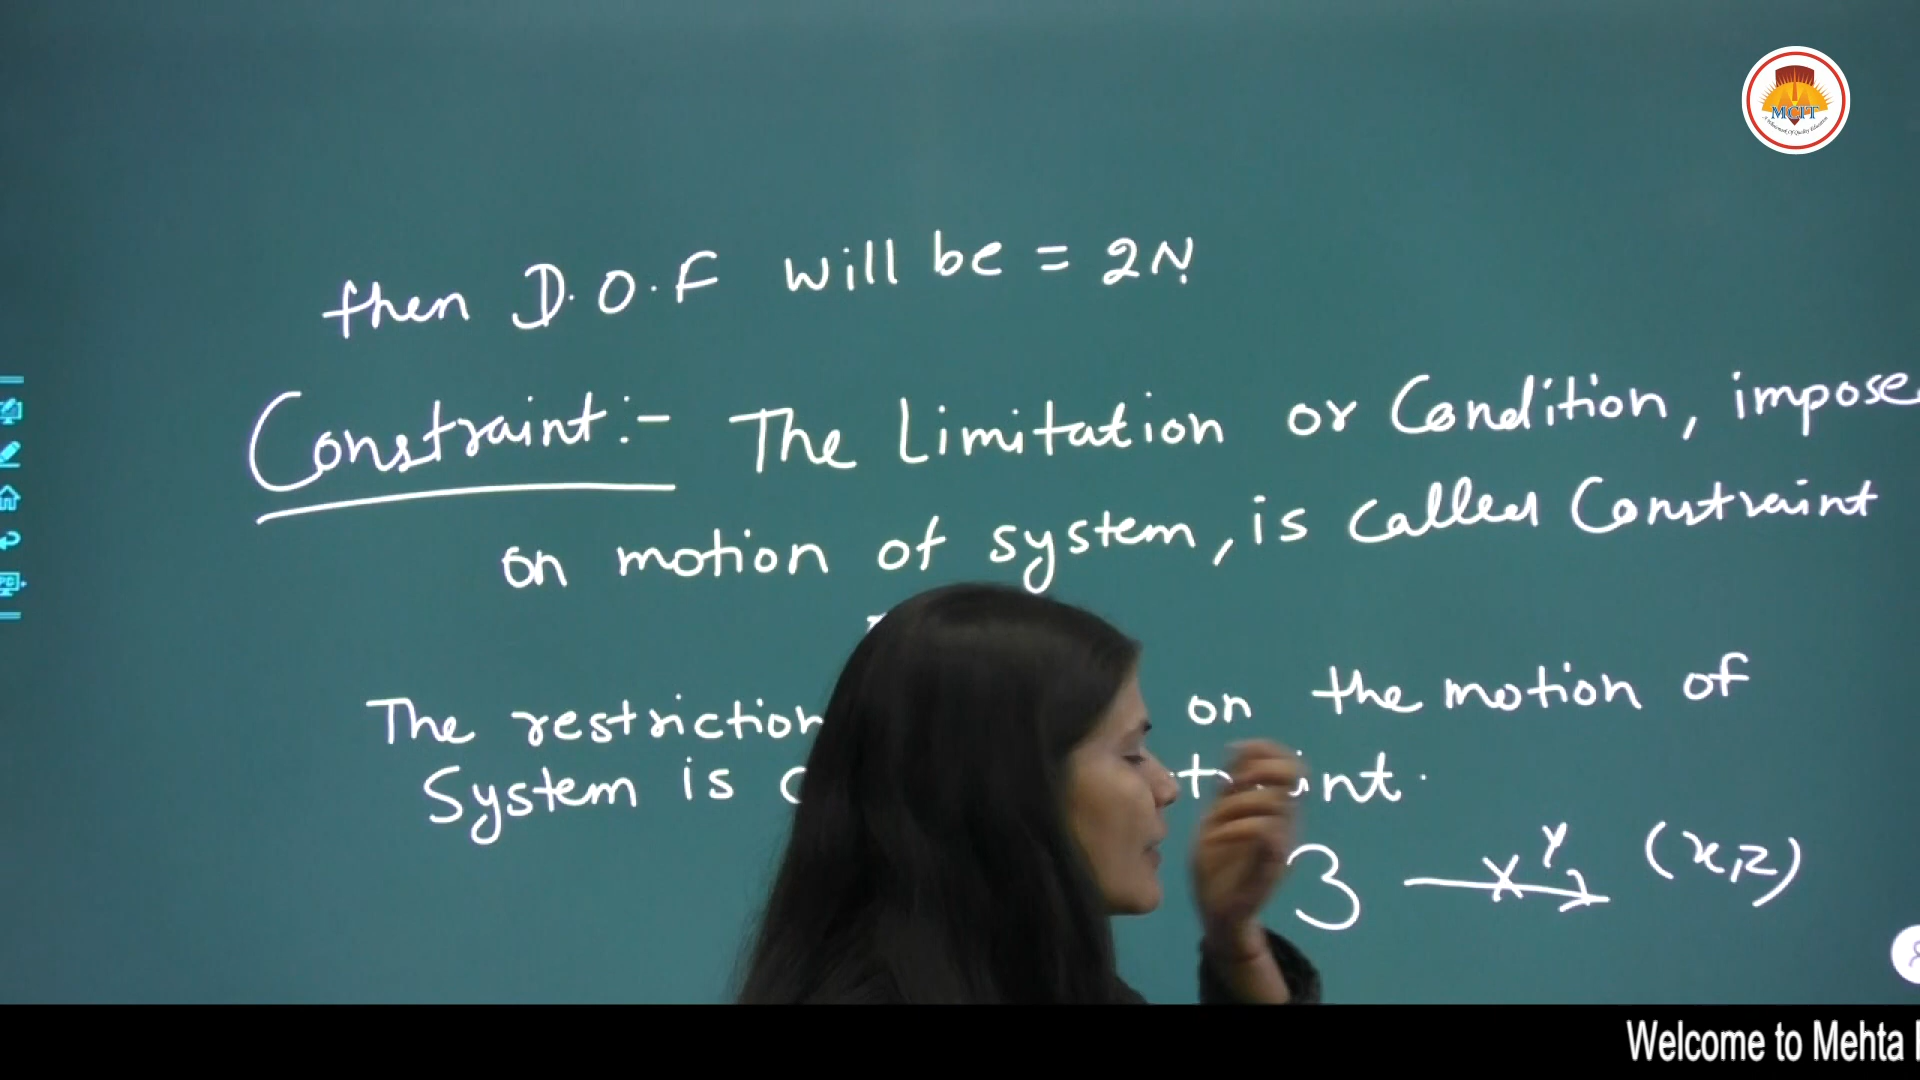 MCIT
then D.O.F will be = 2N
Constraint:- The Limitation or Condition, impose
on motion of system, is called Constraint
The restriction on the motion of
System is
3 → X Y (x, z)
Welcome to Mehta